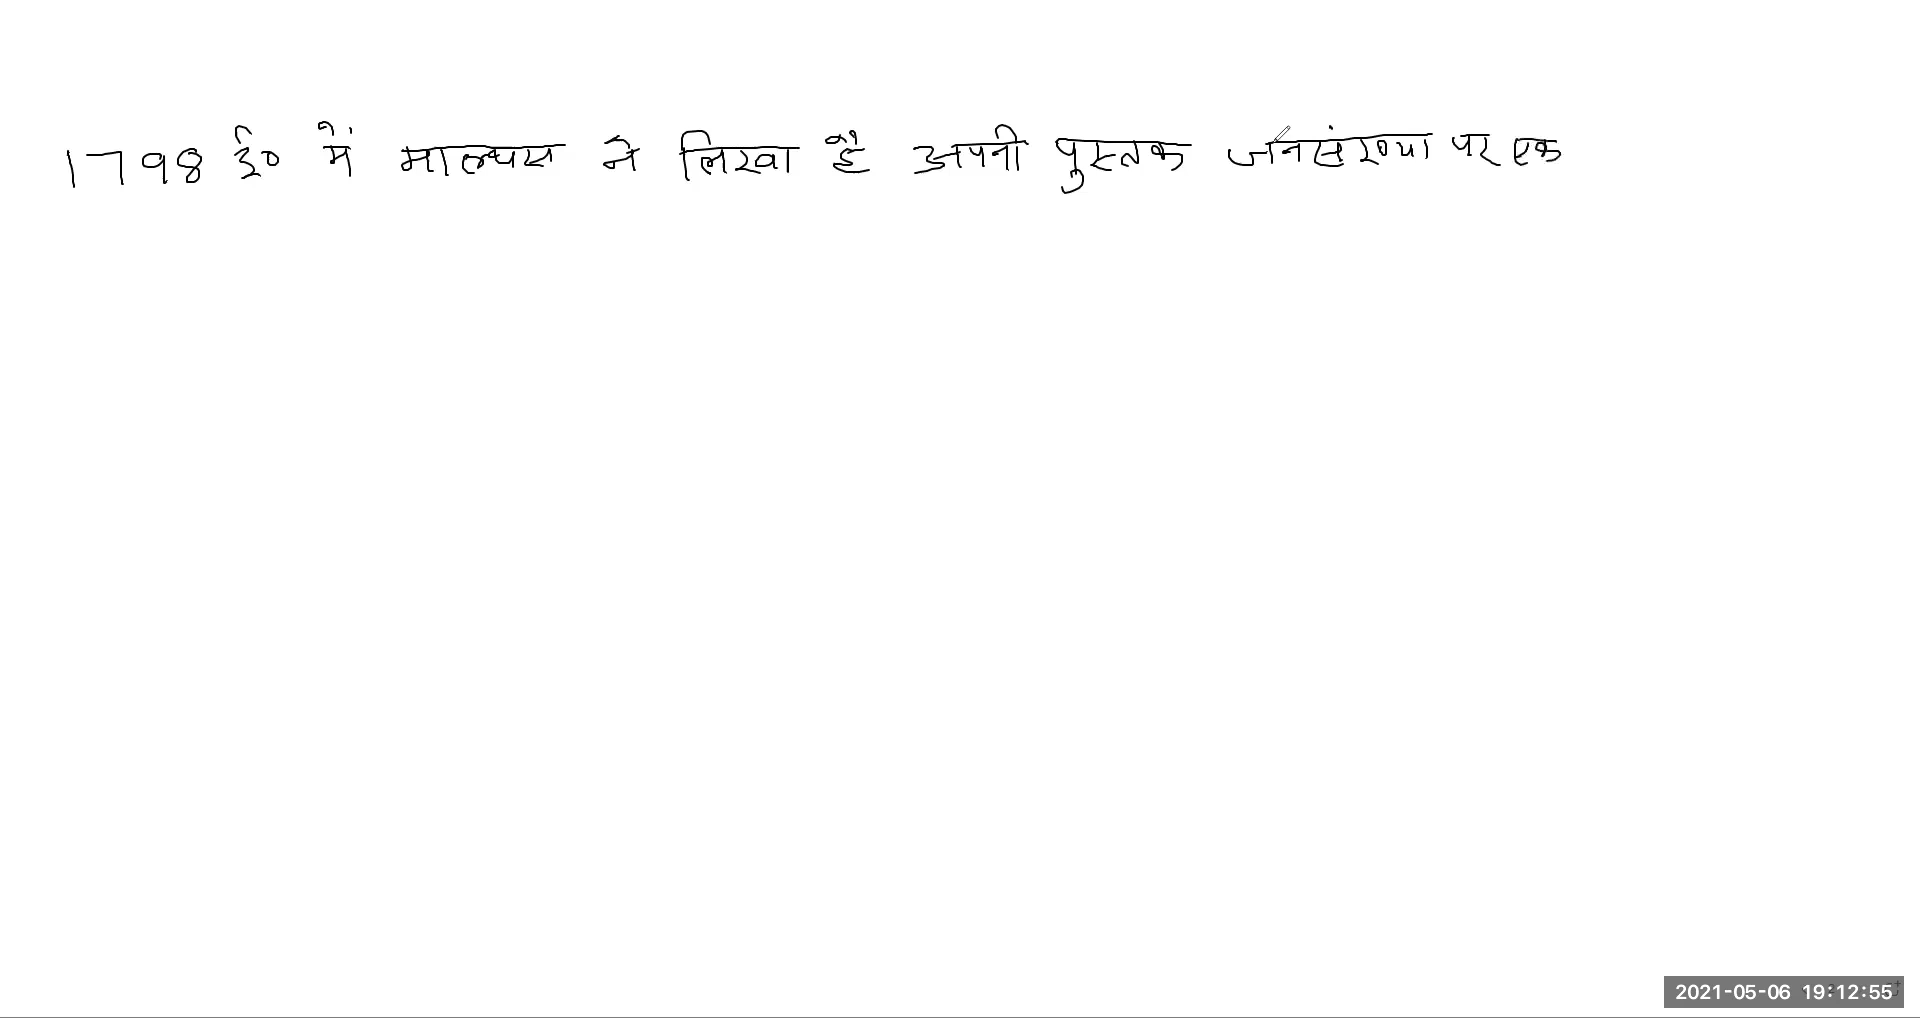 1798 ई० में माल्थस ने लिखा है अपनी पुस्तक जनसंख्या पर एक
2021-05-06 19:12:55